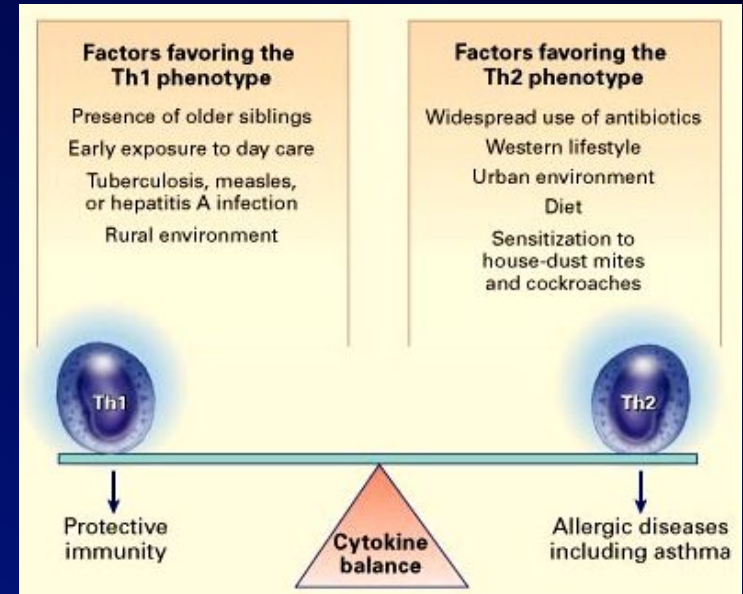 Factors favoring the
Th1 phenotype
Presence of older siblings
Early exposure to day care
Tuberculosis, measles,
or hepatitis A infection
Rural environment
Factors favoring the
Th2 phenotype
Widespread use of antibiotics
Western lifestyle
Urban environment
Diet
Sensitization to
house-dust mites
and cockroaches
Th1
Th2
Protective
immunity
Cytokine
balance
Allergic diseases
including asthma